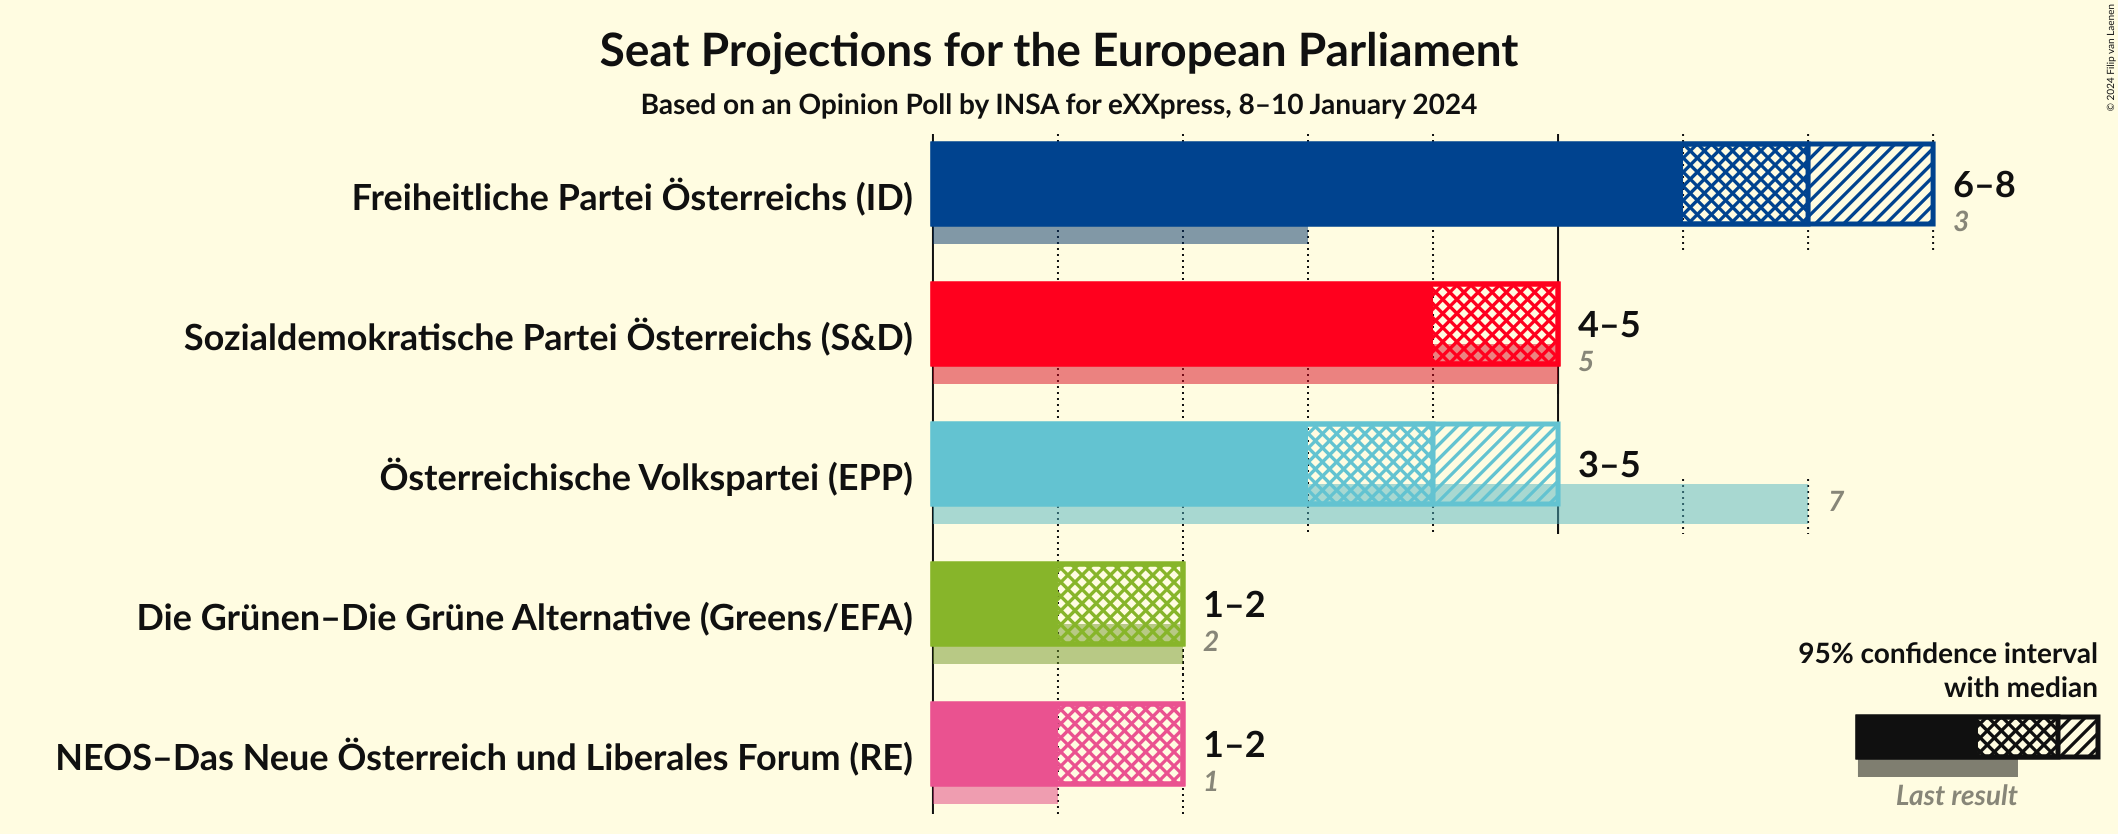 Seat Projections for the European Parliament
Based on an Opinion Poll by INSA for eXXpress, 8–10 January 2024
© 2024 Filip van Laenen
Freiheitliche Partei Österreichs (ID)
6–8
3
Sozialdemokratische Partei Österreichs (S&D)
4–5
5
Österreichische Volkspartei (EPP)
3–5
7
Die Grünen–Die Grüne Alternative (Greens/EFA)
1–2
2
NEOS–Das Neue Österreich und Liberales Forum (RE)
1–2
1
95% confidence interval
with median
Last result